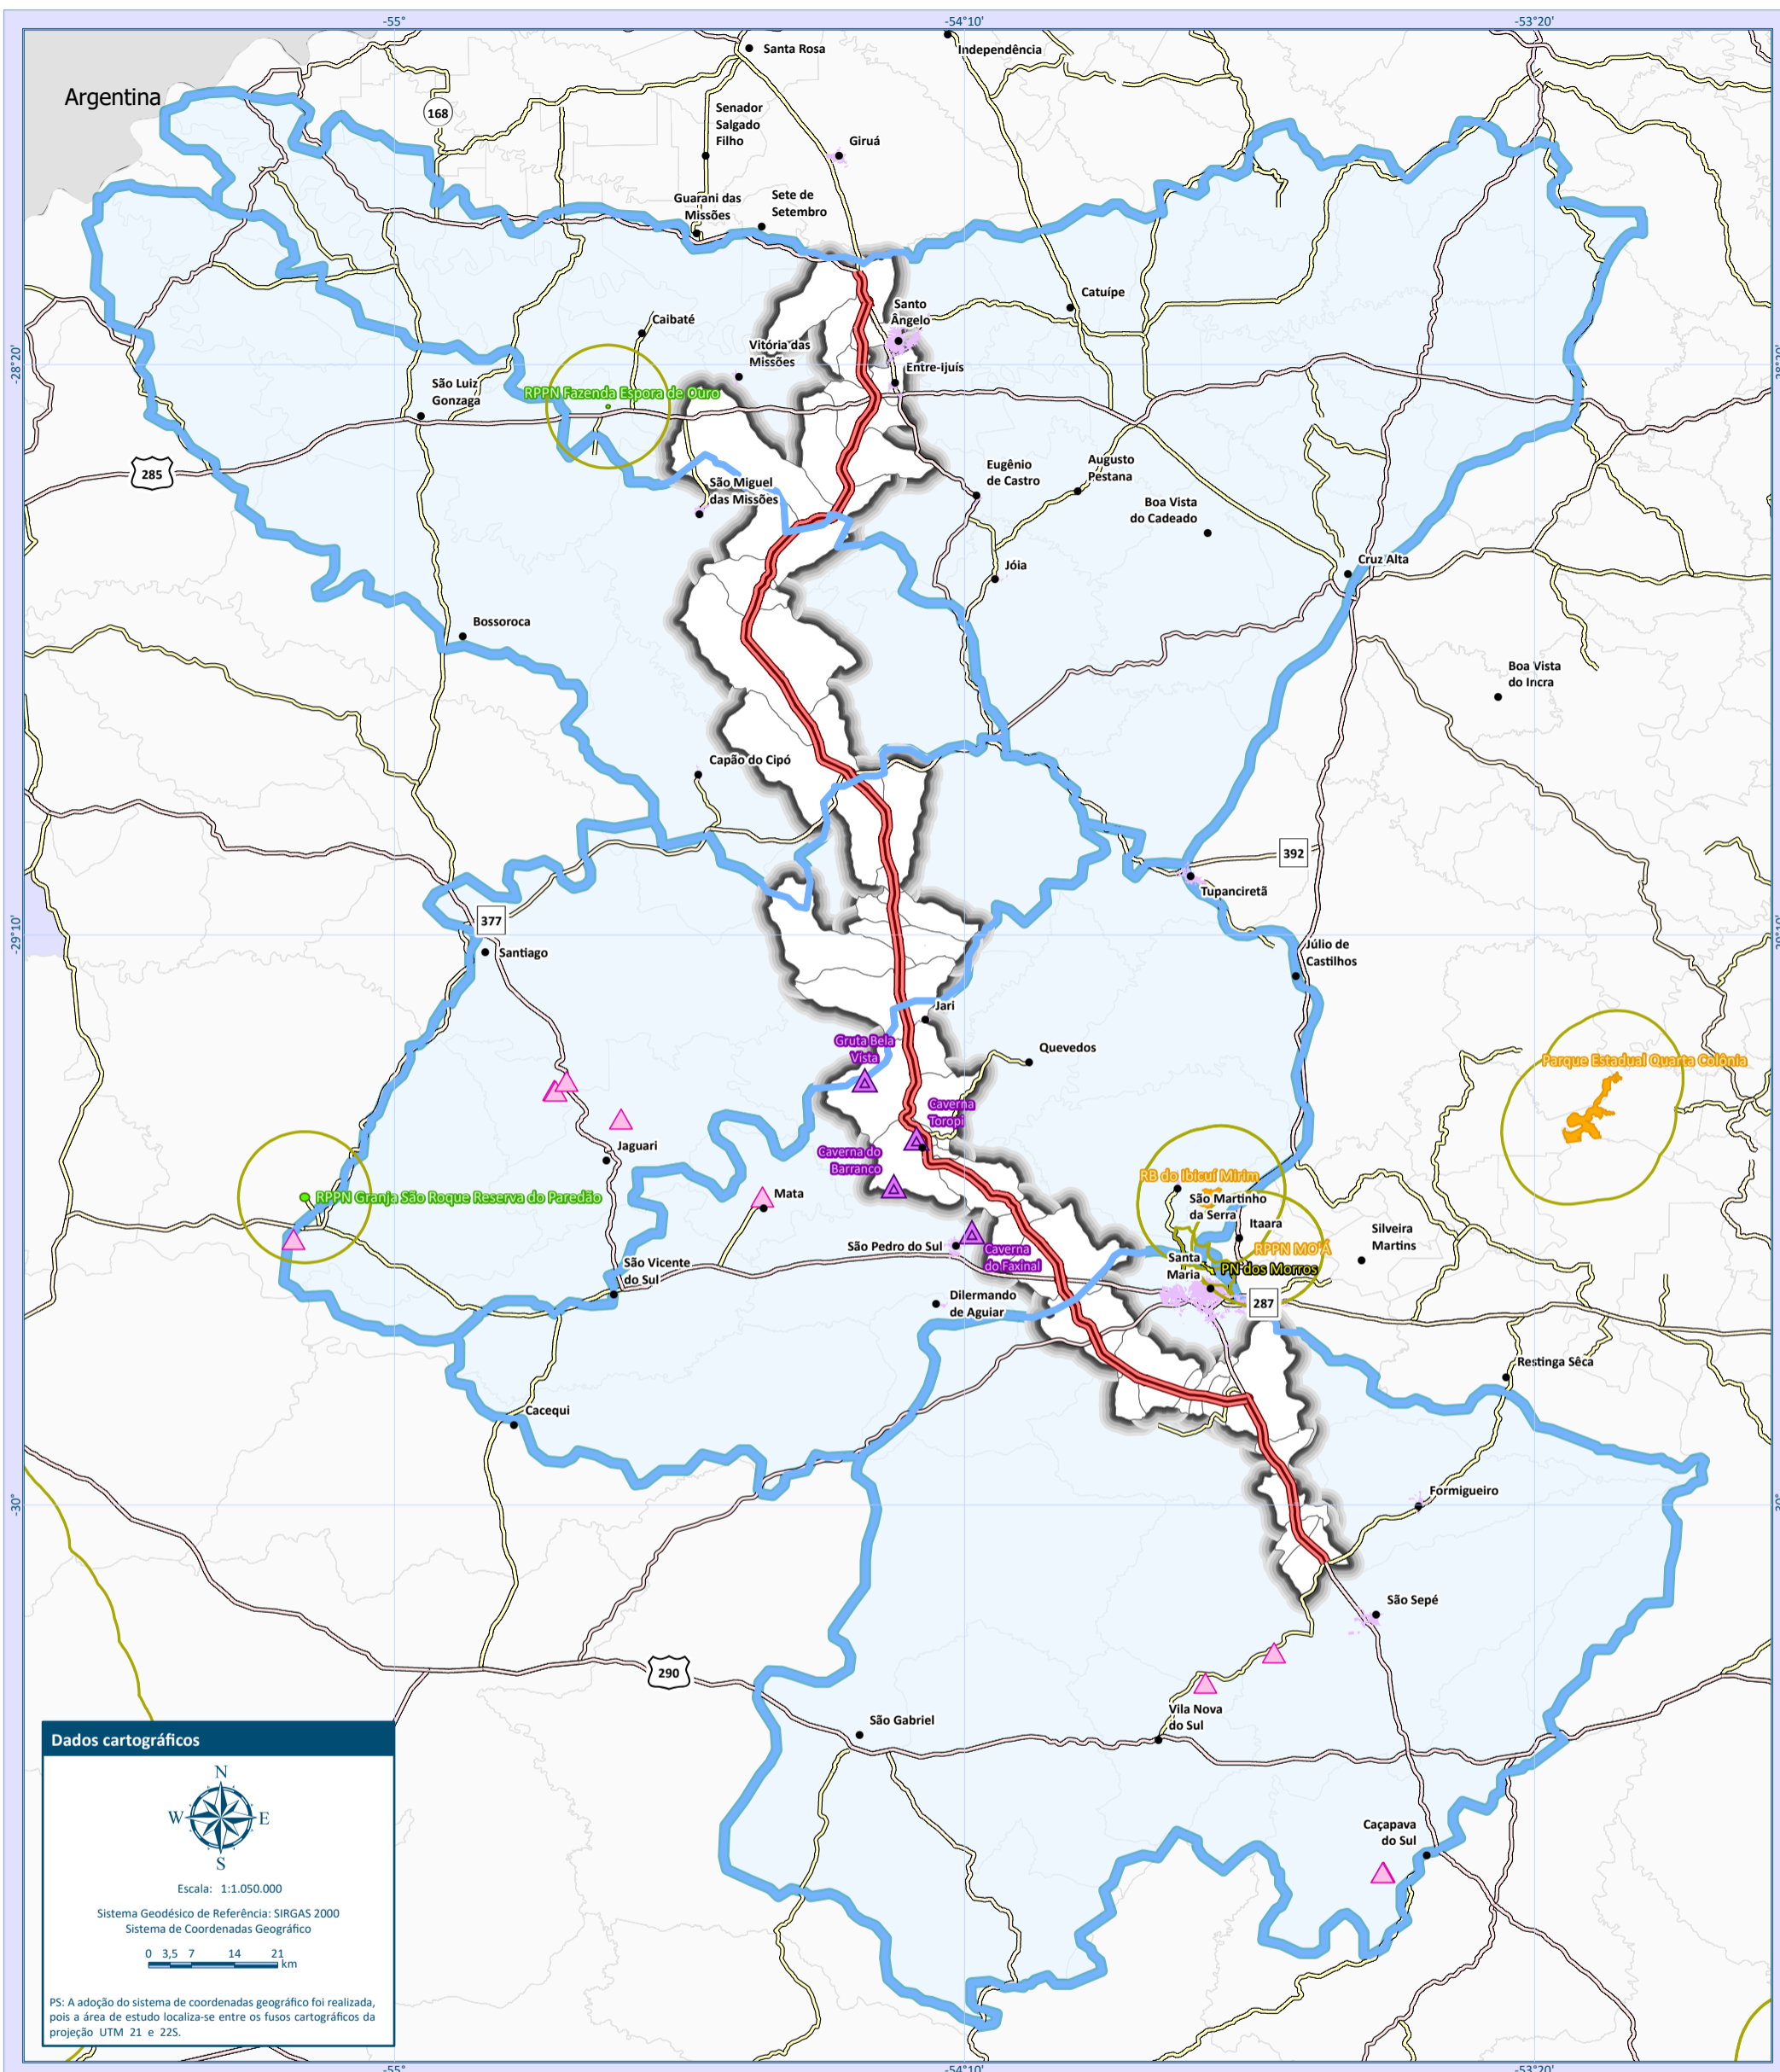 -55°
-54°10'
-53°20'
Argentina
168
Santa Rosa
Independência
Senador
Salgado
Filho
Giruá
Guarani das
Missões
Sete de
Setembro
Santo
Ângelo
Catuípe
Caibaté
Vitória das
Missões
Entre-Ijuís
-28°20'
-28°20'
São Luiz
Gonzaga
RPPN Fazenda Espora de Ouro
285
São Miguel
das Missões
Eugênio
de Castro
Augusto
Pestana
Boa Vista
do Cadeado
Jóia
Cruz Alta
Bossoroca
Boa Vista
do Incra
Capão do Cipó
392
Tupanciretã
377
Santiago
-29°10'
-29°10'
Júlio de
Castilhos
Jari
Gruta Bela
Vista
Quevedos
Parque Estadual Quarta Colônia
Caverna
Toropi
Jaguari
Caverna do
Barranco
RPPN Granja São Roque Reserva do Paredão
Mata
RB do Ibicuí Mirim
São Martinho
da Serra
Itaara
Silveira
Martins
São Pedro do Sul
Caverna
do Faxinal
RPPN MO'Ã
Santa
Maria
PN dos Morros
São Vicente
do Sul
Dilermando
de Aguiar
287
Restinga Sêca
Cacequi
-30°
-30°
Formigueiro
São Sepé
290
São Gabriel
Vila Nova
do Sul
Caçapava
do Sul
Dados cartográficos
N
W
E
S
Escala: 1:1.050.000
Sistema Geodésico de Referência: SIRGAS 2000
Sistema de Coordenadas Geográfico
0 3,5 7 14 21
km
PS: A adoção do sistema de coordenadas geográfico foi realizada,
pois a área de estudo localiza-se entre os fusos cartográficos da
projeção UTM 21 e 22S.
-55°
-54°10'
-53°20'